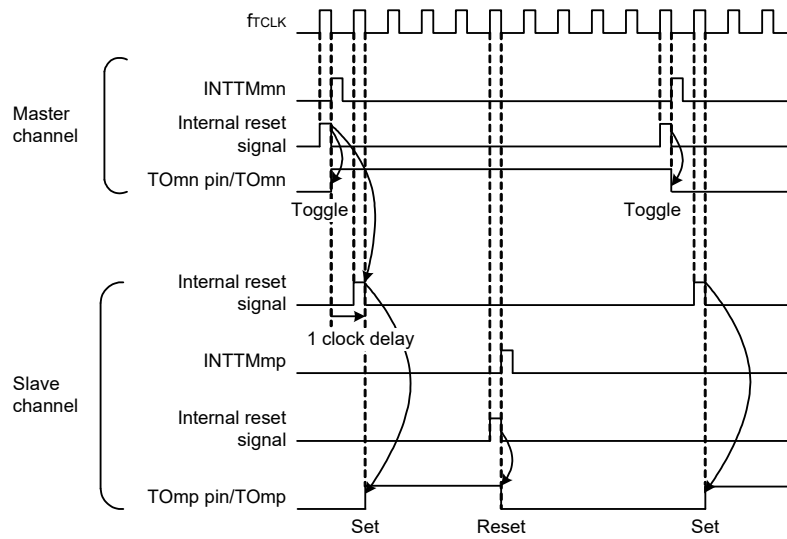 fTCLK
INTTMmn
Master
channel
Internal reset
signal
TOmn pin/TOmn
Toggle
Toggle
Internal reset
signal
1 clock delay
INTTMmp
Slave
channel
Internal reset
signal
TOmp pin/TOmp
Set
Reset
Set